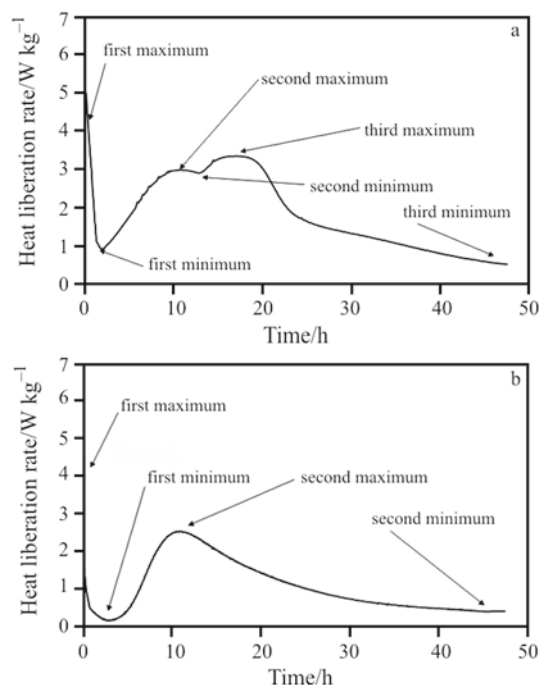 a
7
6
5
4
3
2
1
0
Heat liberation rate/W kg⁻¹
first maximum
second maximum
third maximum
second minimum
third minimum
first minimum
0 10 20 30 40 50
Time/h
b
7
6
5
4
3
2
1
0
Heat liberation rate/W kg⁻¹
first maximum
first minimum
second maximum
second minimum
0 10 20 30 40 50
Time/h